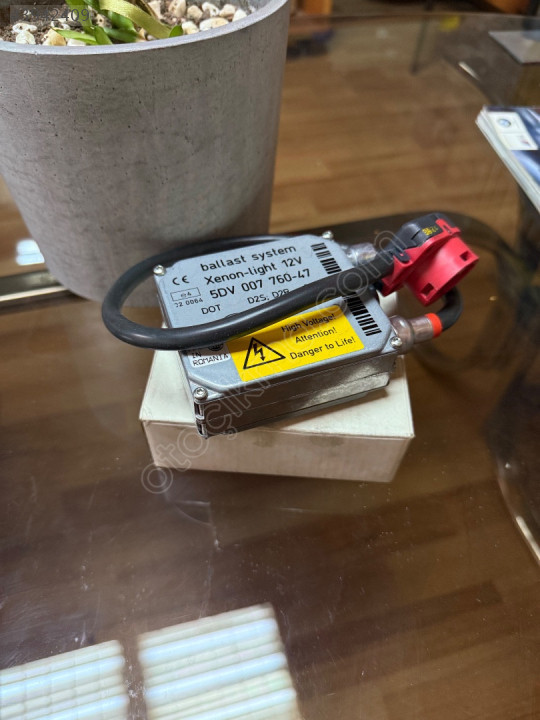 ballast system
CE
Xenon-light 12V
5DV 007 760-47
DOT D2S, D2R
High Voltage!
Attention!
Danger to Life!
ROMANIA